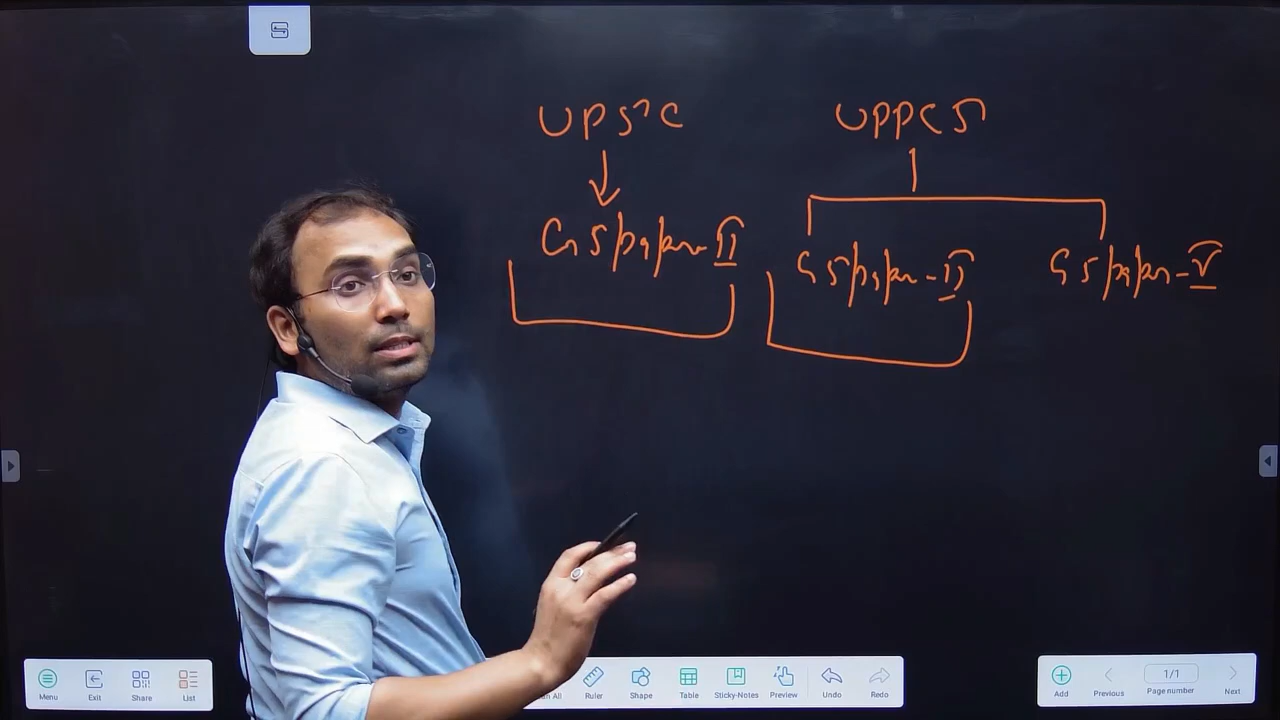 UPSC UPPCS
GS paper-II GS paper-II GS paper-V
Menu Exit Share List
Ruler Shape Table Sticky-Notes Preview Undo Redo
Add Previous 1/1 Next
Page number